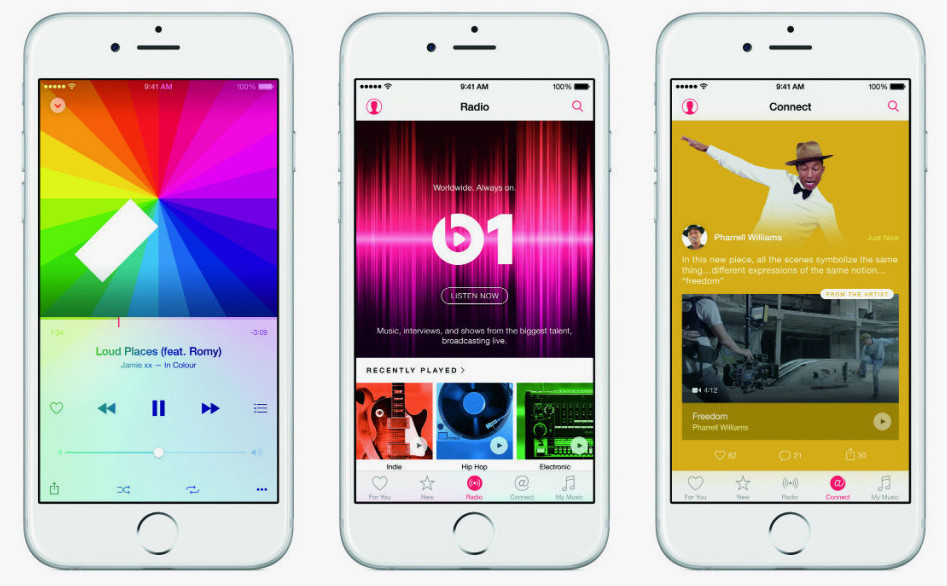 9:41 AM
100%
1:34
-3:09
Loud Places (feat. Romy)
Jamie xx — In Colour
9:41 AM
100%
Radio
Worldwide. Always on.
b1
LISTEN NOW
Music, interviews, and shows from the biggest talent,
broadcasting live.
RECENTLY PLAYED >
Indie
Hip Hop
Electronic
For You
New
Radio
Connect
My Music
9:41 AM
100%
Connect
Pharrell Williams
Just Now
In this new piece, all the scenes symbolize the same
thing...different expressions of the same notion...
"freedom"
FROM THE ARTIST
4:12
Freedom
Pharrell Williams
82
21
30
For You
New
Radio
Connect
My Music